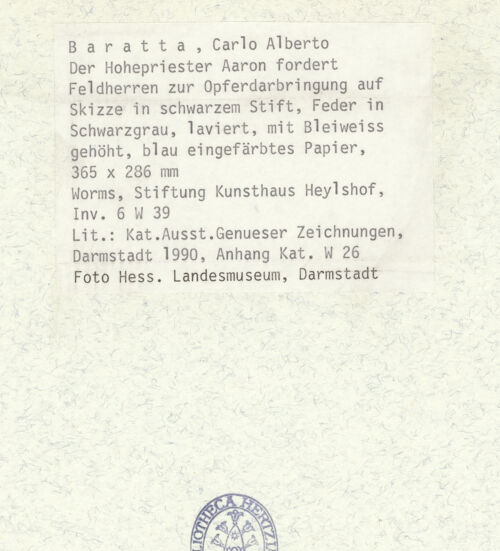 B a r a t t a , Carlo Alberto
Der Hohepriester Aaron fordert
Feldherren zur Opferdarbringung auf
Skizze in schwarzem Stift, Feder in
Schwarzgrau, laviert, mit Bleiweiss
gehöht, blau eingefärbtes Papier,
365 x 286 mm
Worms, Stiftung Kunsthaus Heylshof,
Inv. 6 W 39
Lit.: Kat.Ausst.Genueser Zeichnungen,
Darmstadt 1990, Anhang Kat. W 26
Foto Hess. Landesmuseum, Darmstadt
BLIOTHECA HERTZI